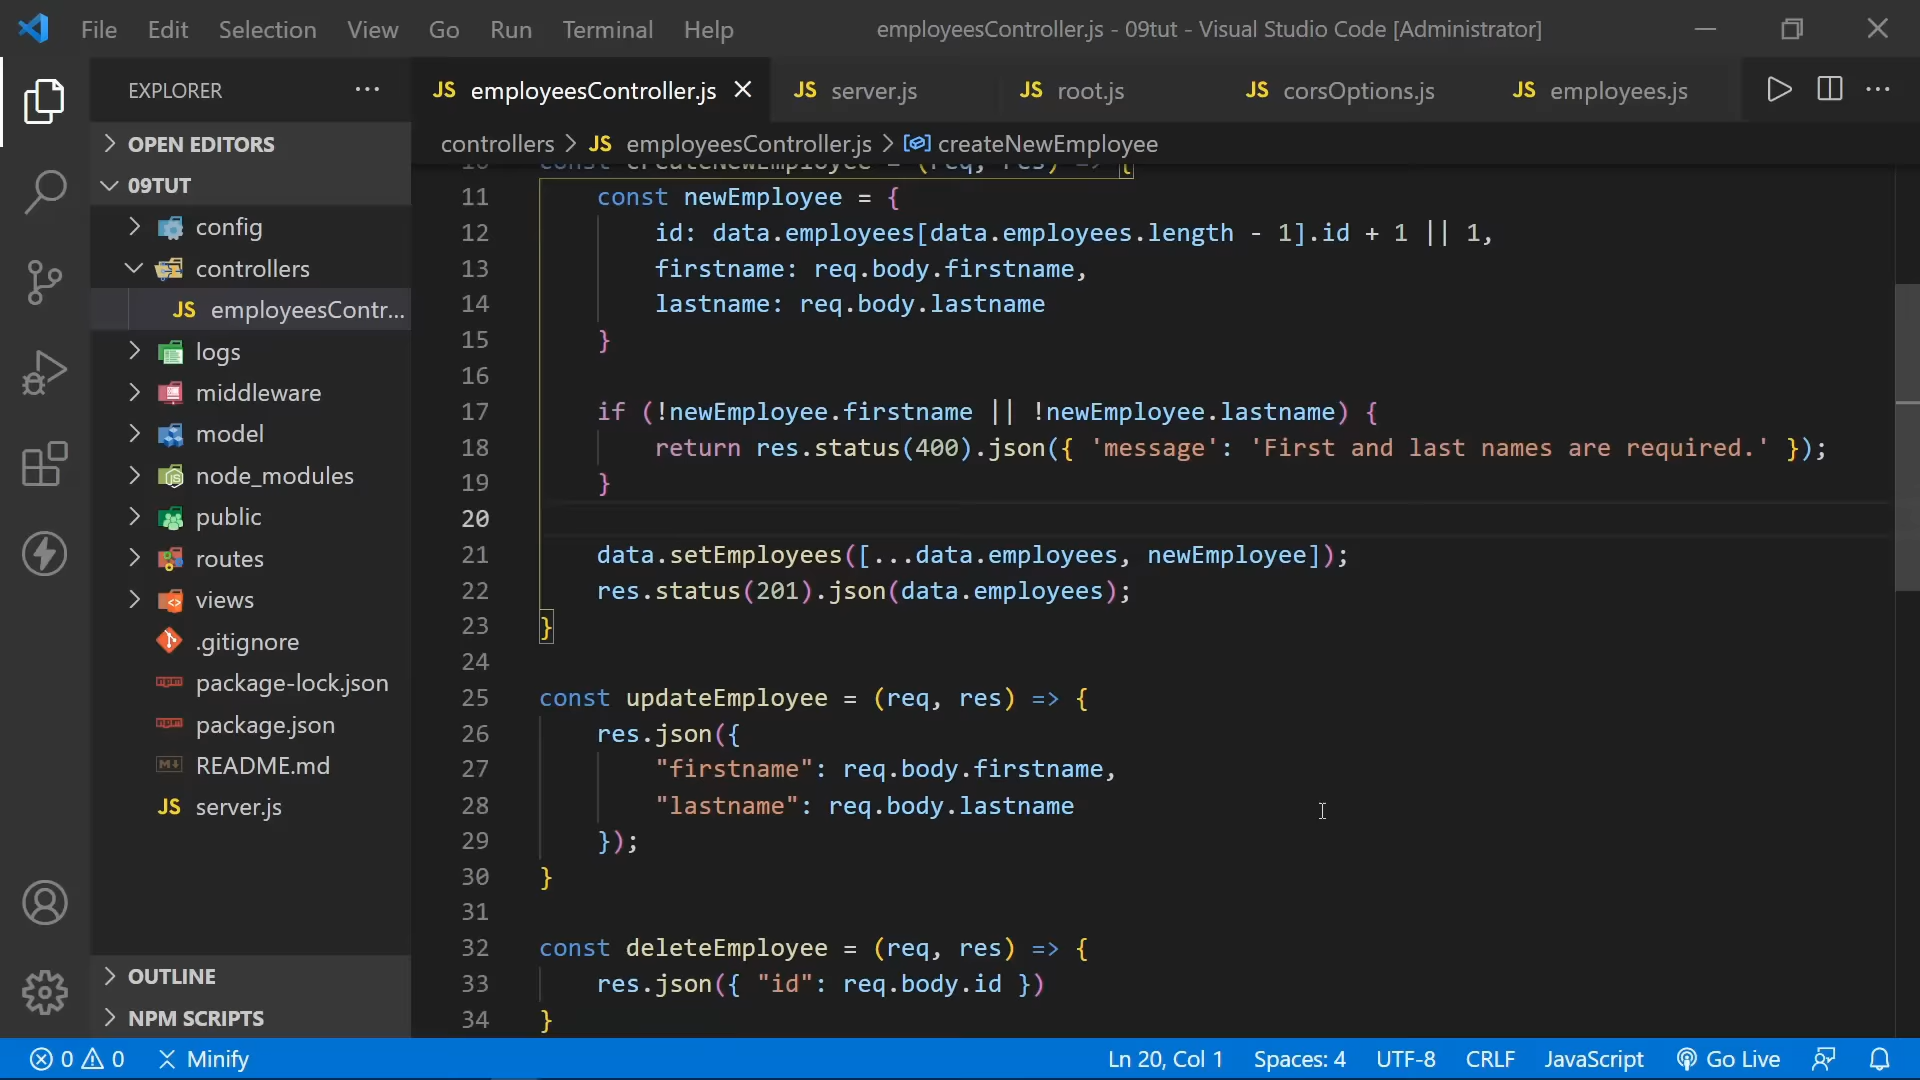 File Edit Selection View Go Run Terminal Help
employeesController.js - 09tut - Visual Studio Code [Administrator]
EXPLORER
OPEN EDITORS
09TUT
config
controllers
JS employeesContr...
logs
middleware
model
node_modules
public
routes
views
.gitignore
package-lock.json
package.json
README.md
JS server.js
OUTLINE
NPM SCRIPTS
JS employeesController.js JS server.js JS root.js JS corsOptions.js JS employees.js
controllers > JS employeesController.js > createNewEmployee
10 const createNewEmployee = (req, res) => {
11 const newEmployee = {
12 id: data.employees[data.employees.length - 1].id + 1 || 1,
13 firstname: req.body.firstname,
14 lastname: req.body.lastname
15 }
16
17 if (!newEmployee.firstname || !newEmployee.lastname) {
18 return res.status(400).json({ 'message': 'First and last names are required.' });
19 }
20
21 data.setEmployees([...data.employees, newEmployee]);
22 res.status(201).json(data.employees);
23 }
24
25 const updateEmployee = (req, res) => {
26 res.json({
27 "firstname": req.body.firstname,
28 "lastname": req.body.lastname
29 });
30 }
31
32 const deleteEmployee = (req, res) => {
33 res.json({ "id": req.body.id })
34 }
0 0 Minify Ln 20, Col 1 Spaces: 4 UTF-8 CRLF JavaScript Go Live